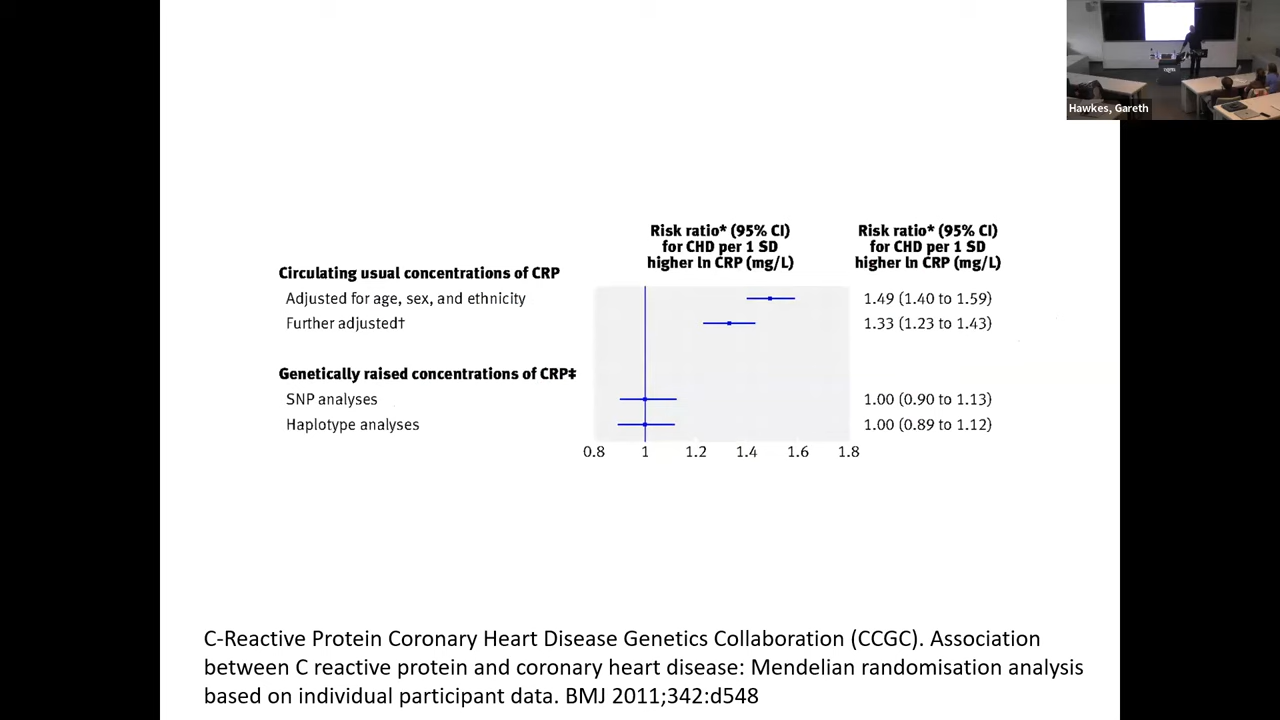 Hawkes, Gareth
Risk ratio* (95% CI)
for CHD per 1 SD
higher ln CRP (mg/L)
Risk ratio* (95% CI)
for CHD per 1 SD
higher ln CRP (mg/L)
Circulating usual concentrations of CRP
Adjusted for age, sex, and ethnicity
1.49 (1.40 to 1.59)
Further adjusted†
1.33 (1.23 to 1.43)
Genetically raised concentrations of CRP‡
SNP analyses
1.00 (0.90 to 1.13)
Haplotype analyses
1.00 (0.89 to 1.12)
0.8 1 1.2 1.4 1.6 1.8
C-Reactive Protein Coronary Heart Disease Genetics Collaboration (CCGC). Association
between C reactive protein and coronary heart disease: Mendelian randomisation analysis
based on individual participant data. BMJ 2011;342:d548